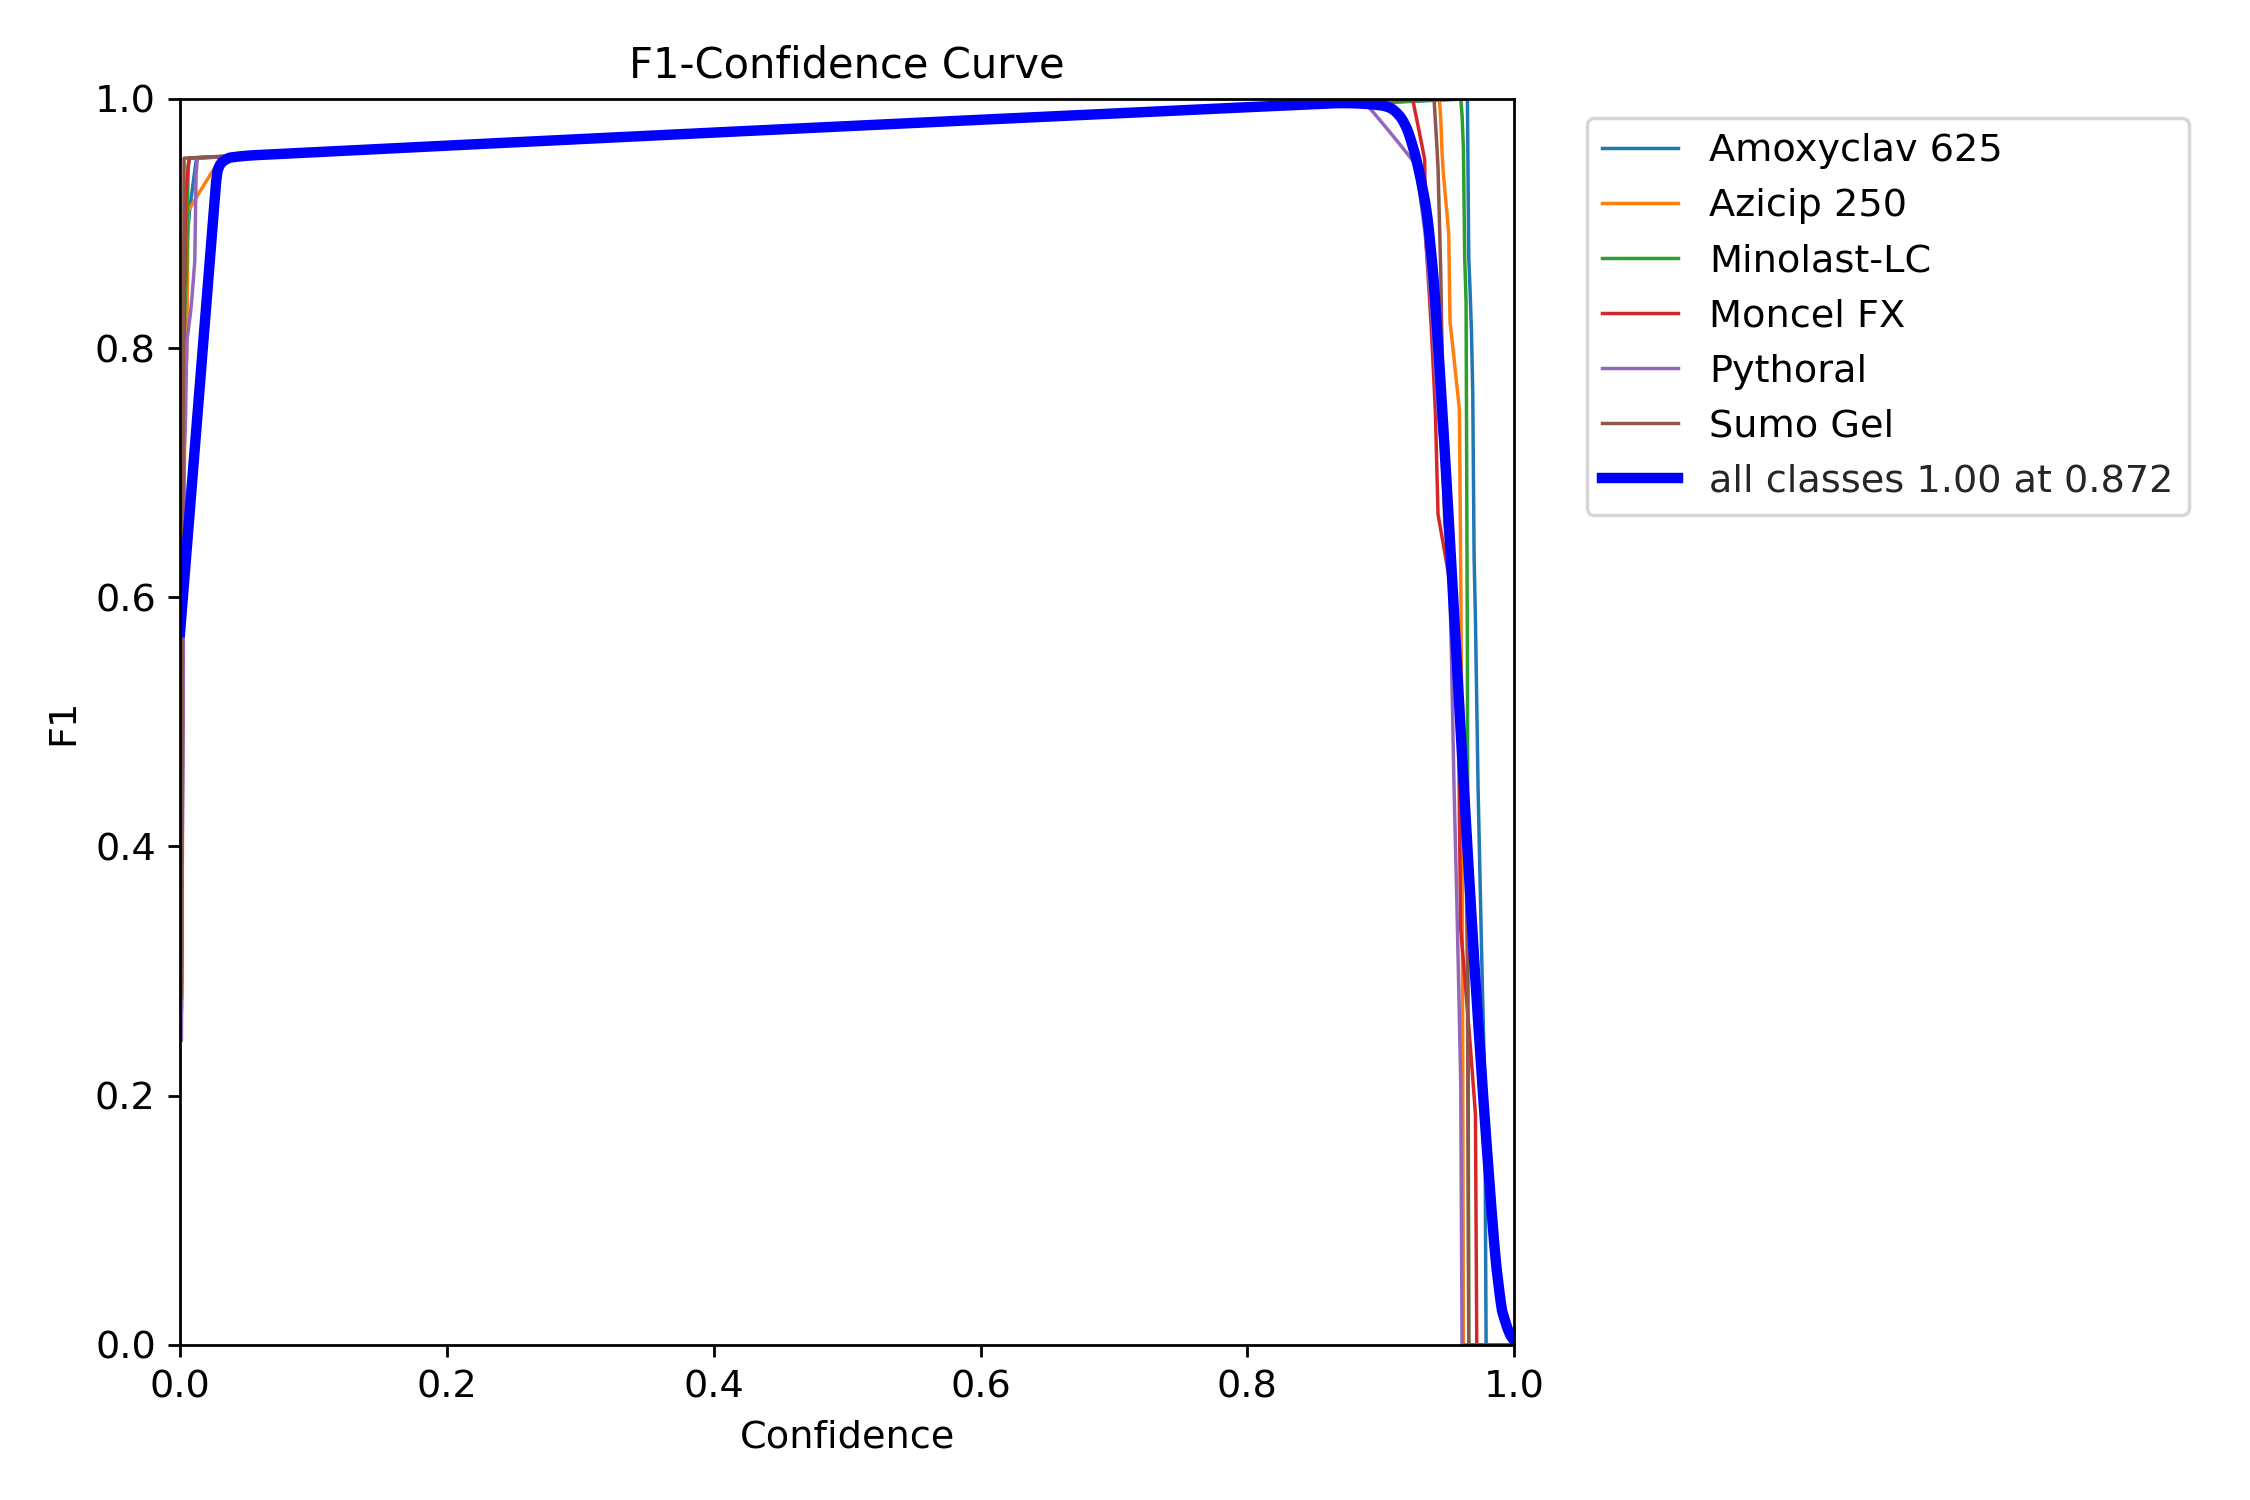 F1-Confidence Curve
1.0
0.8
0.6
0.4
0.2
0.0
F1
0.0 0.2 0.4 0.6 0.8 1.0
Confidence
Amoxyclav 625
Azicip 250
Minolast-LC
Moncel FX
Pythoral
Sumo Gel
all classes 1.00 at 0.872